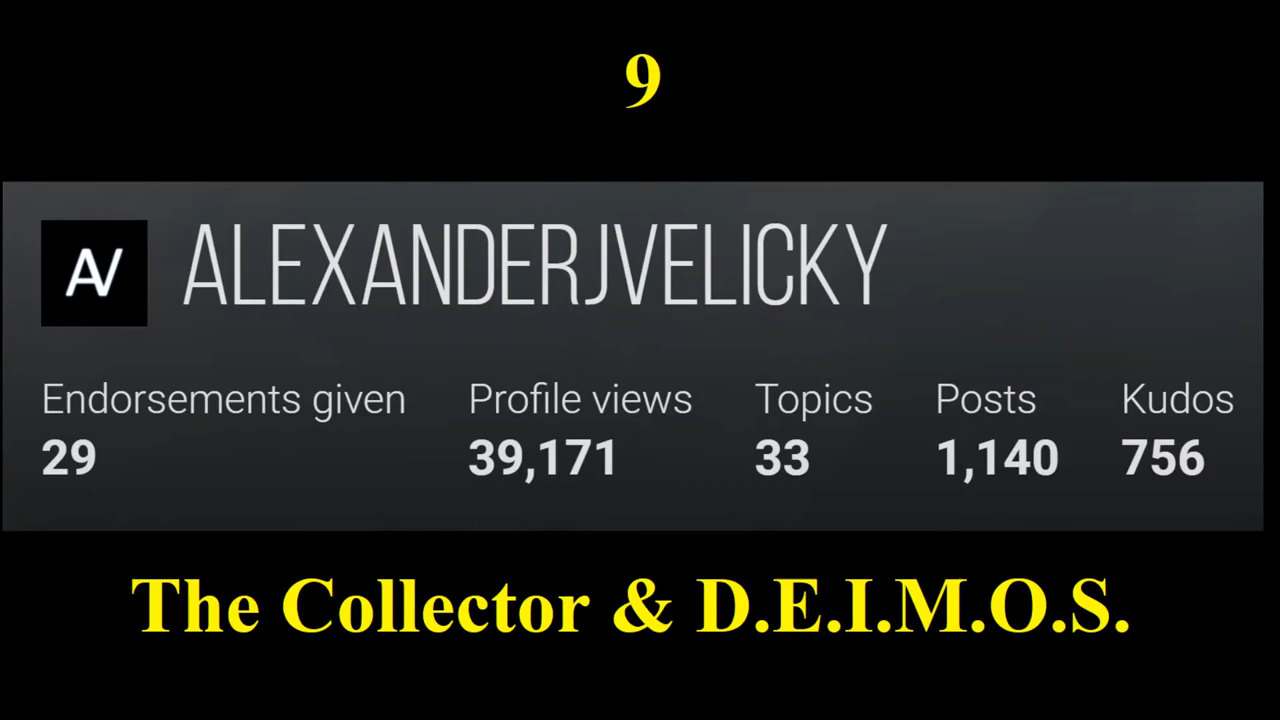 9
AV
ALEXANDERJVELICKY
Endorsements given Profile views Topics Posts Kudos
29 39,171 33 1,140 756
The Collector & D.E.I.M.O.S.